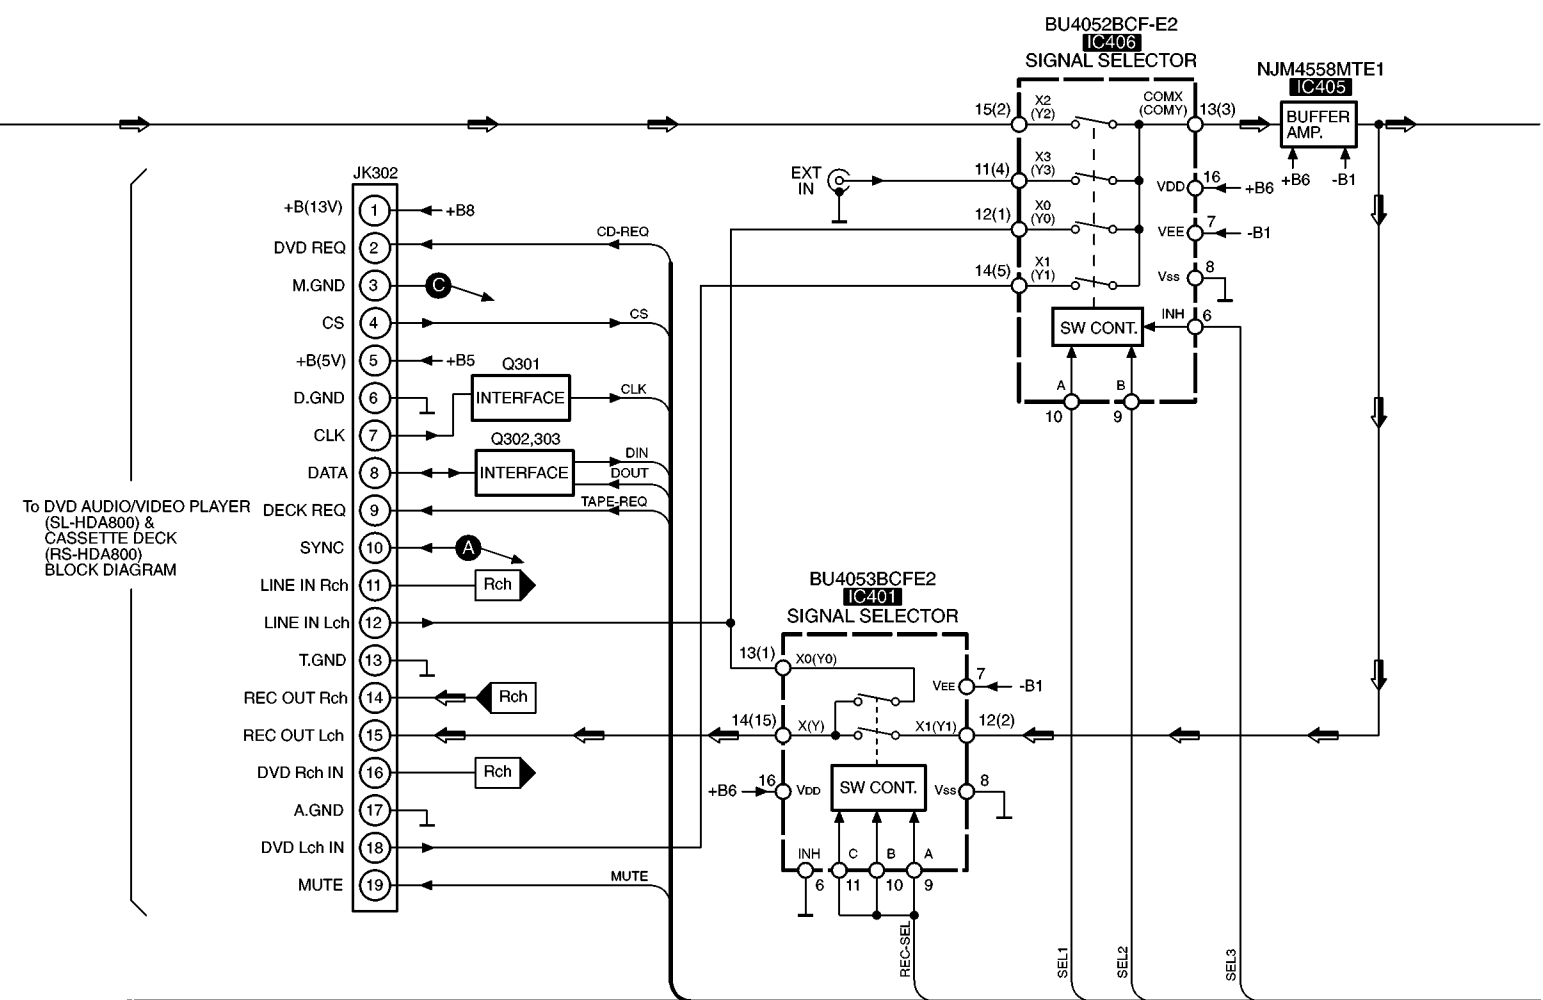 BU4052BCF-E2
IC406
SIGNAL SELECTOR
NJM4558MTE1
IC405
BUFFER
AMP.
+B6
-B1
15(2)
X2
(Y2)
COMX
(COMY)
13(3)
EXT
IN
11(4)
X3
(Y3)
VDD
16
+B6
12(1)
X0
(Y0)
VEE
7
-B1
14(5)
X1
(Y1)
Vss
8
SW CONT.
INH
6
A
B
10
9
JK302
+B(13V)
1
+B8
DVD REQ
2
CD-REQ
M.GND
3
C
CS
4
CS
+B(5V)
5
+B5
Q301
D.GND
6
INTERFACE
CLK
CLK
7
Q302,303
DATA
8
INTERFACE
DIN
DOUT
DECK REQ
9
TAPE-REQ
SYNC
10
A
LINE IN Rch
11
Rch
LINE IN Lch
12
T.GND
13
REC OUT Rch
14
Rch
REC OUT Lch
15
DVD Rch IN
16
Rch
A.GND
17
DVD Lch IN
18
MUTE
19
MUTE
To DVD AUDIO/VIDEO PLAYER
(SL-HDA800) &
CASSETTE DECK
(RS-HDA800)
BLOCK DIAGRAM
BU4053BCFE2
IC401
SIGNAL SELECTOR
13(1)
X0(Y0)
VEE
7
-B1
14(15)
X(Y)
X1(Y1)
12(2)
+B6
16
VDD
SW CONT.
Vss
8
INH
C
B
A
6
11
10
9
REC-SEL
SEL1
SEL2
SEL3